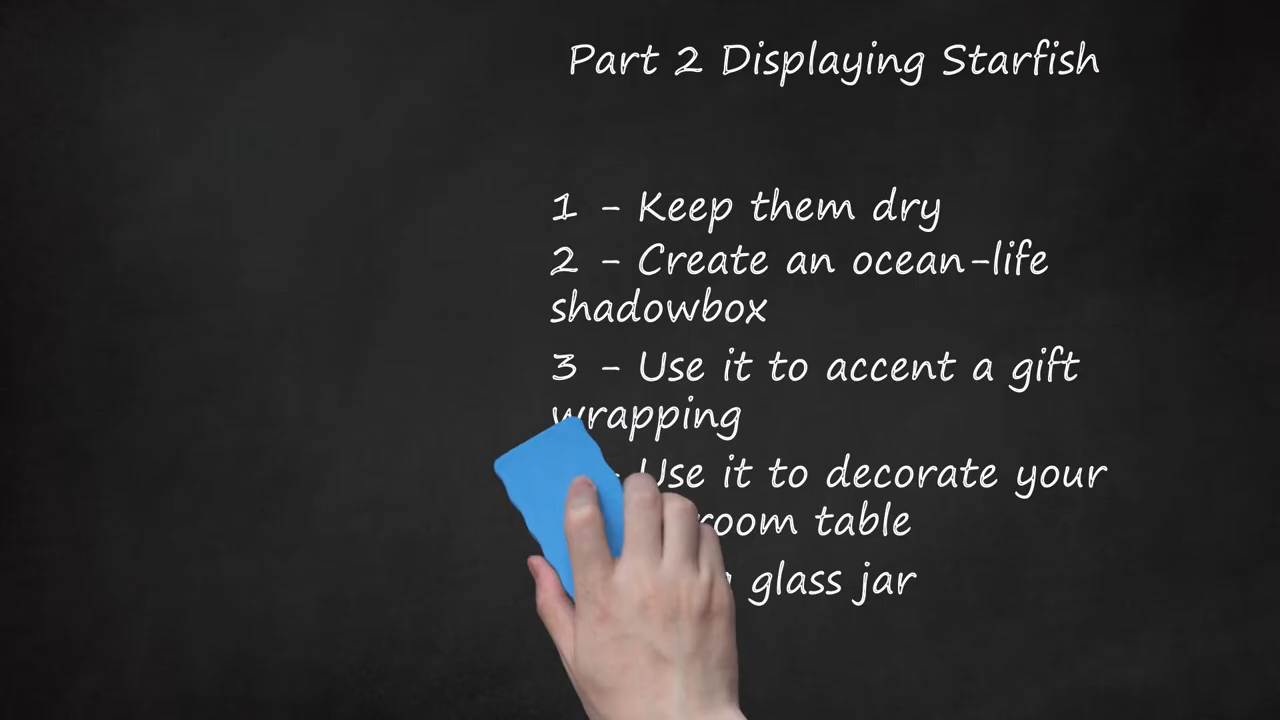 Part 2 Displaying Starfish
1 - Keep them dry
2 - Create an ocean-life
shadowbox
3 - Use it to accent a gift
wrapping
- Use it to decorate your
room table
glass jar